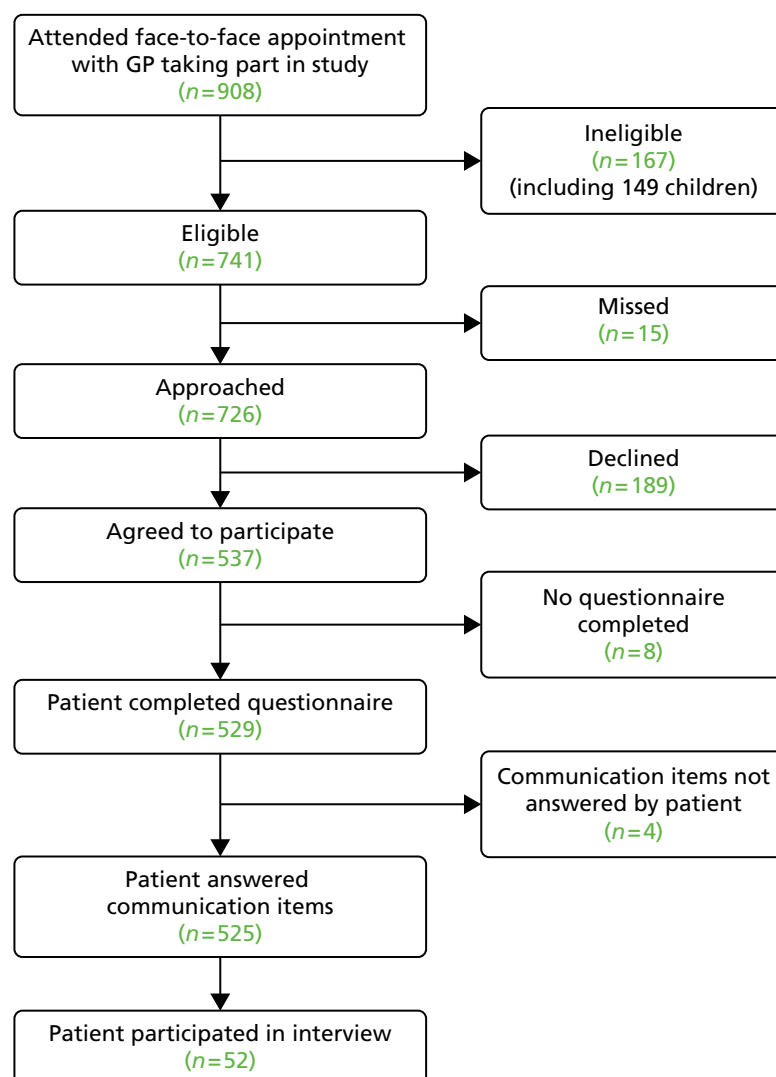 Attended face-to-face appointment
with GP taking part in study
(n=908)
Ineligible
(n=167)
(including 149 children)
Eligible
(n=741)
Missed
(n=15)
Approached
(n=726)
Declined
(n=189)
Agreed to participate
(n=537)
No questionnaire
completed
(n=8)
Patient completed questionnaire
(n=529)
Communication items not
answered by patient
(n=4)
Patient answered
communication items
(n=525)
Patient participated in interview
(n=52)